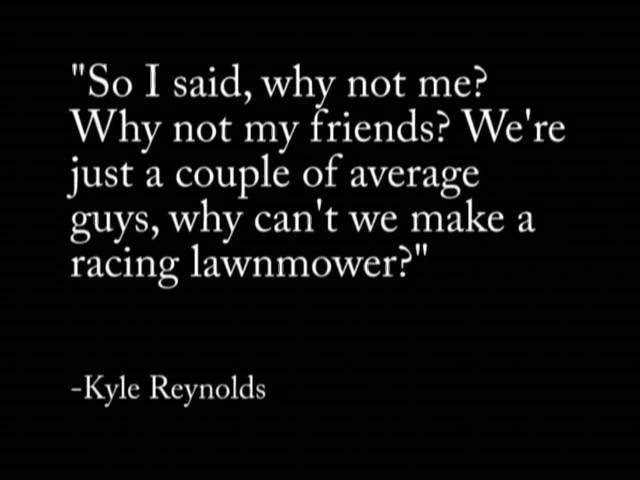 "So I said, why not me?
Why not my friends? We're
just a couple of average
guys, why can't we make a
racing lawnmower?"
-Kyle Reynolds